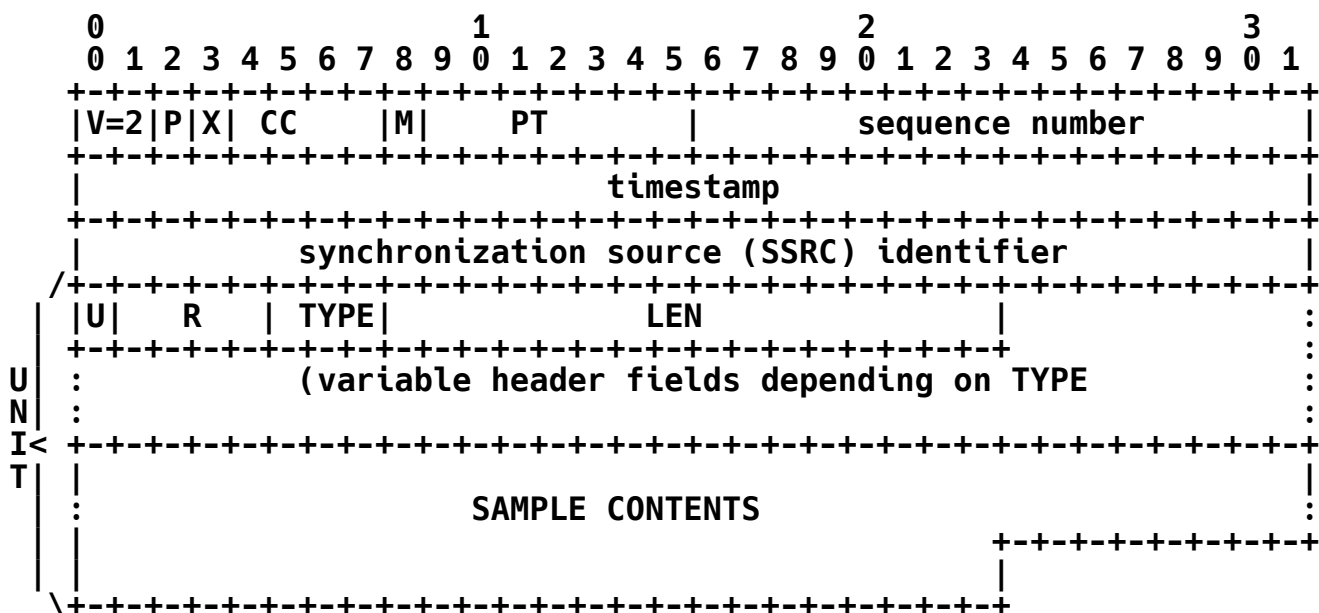 0                   1                   2                   3
 0 1 2 3 4 5 6 7 8 9 0 1 2 3 4 5 6 7 8 9 0 1 2 3 4 5 6 7 8 9 0 1
   +-+-+-+-+-+-+-+-+-+-+-+-+-+-+-+-+-+-+-+-+-+-+-+-+-+-+-+-+-+-+-+-+
   |V=2|P|X| CC    |M|    PT       |        sequence number        |
   +-+-+-+-+-+-+-+-+-+-+-+-+-+-+-+-+-+-+-+-+-+-+-+-+-+-+-+-+-+-+-+-+
   |                           timestamp                           |
   +-+-+-+-+-+-+-+-+-+-+-+-+-+-+-+-+-+-+-+-+-+-+-+-+-+-+-+-+-+-+-+-+
   |           synchronization source (SSRC) identifier            |
  /+-+-+-+-+-+-+-+-+-+-+-+-+-+-+-+-+-+-+-+-+-+-+-+-+-+-+-+-+-+-+-+-+
 | |U|   R   | TYPE|             LEN               |               :
 | +-+-+-+-+-+-+-+-+-+-+-+-+-+-+-+-+-+-+-+-+-+-+-+-+               :
U| :           (variable header fields depending on TYPE           :
N| :                                                               :
I< +-+-+-+-+-+-+-+-+-+-+-+-+-+-+-+-+-+-+-+-+-+-+-+-+-+-+-+-+-+-+-+-+
T| |                                                               |
 | :                    SAMPLE CONTENTS                            :
 | |                                               +-+-+-+-+-+-+-+-+
 | |                                               |
  \+-+-+-+-+-+-+-+-+-+-+-+-+-+-+-+-+-+-+-+-+-+-+-+-+